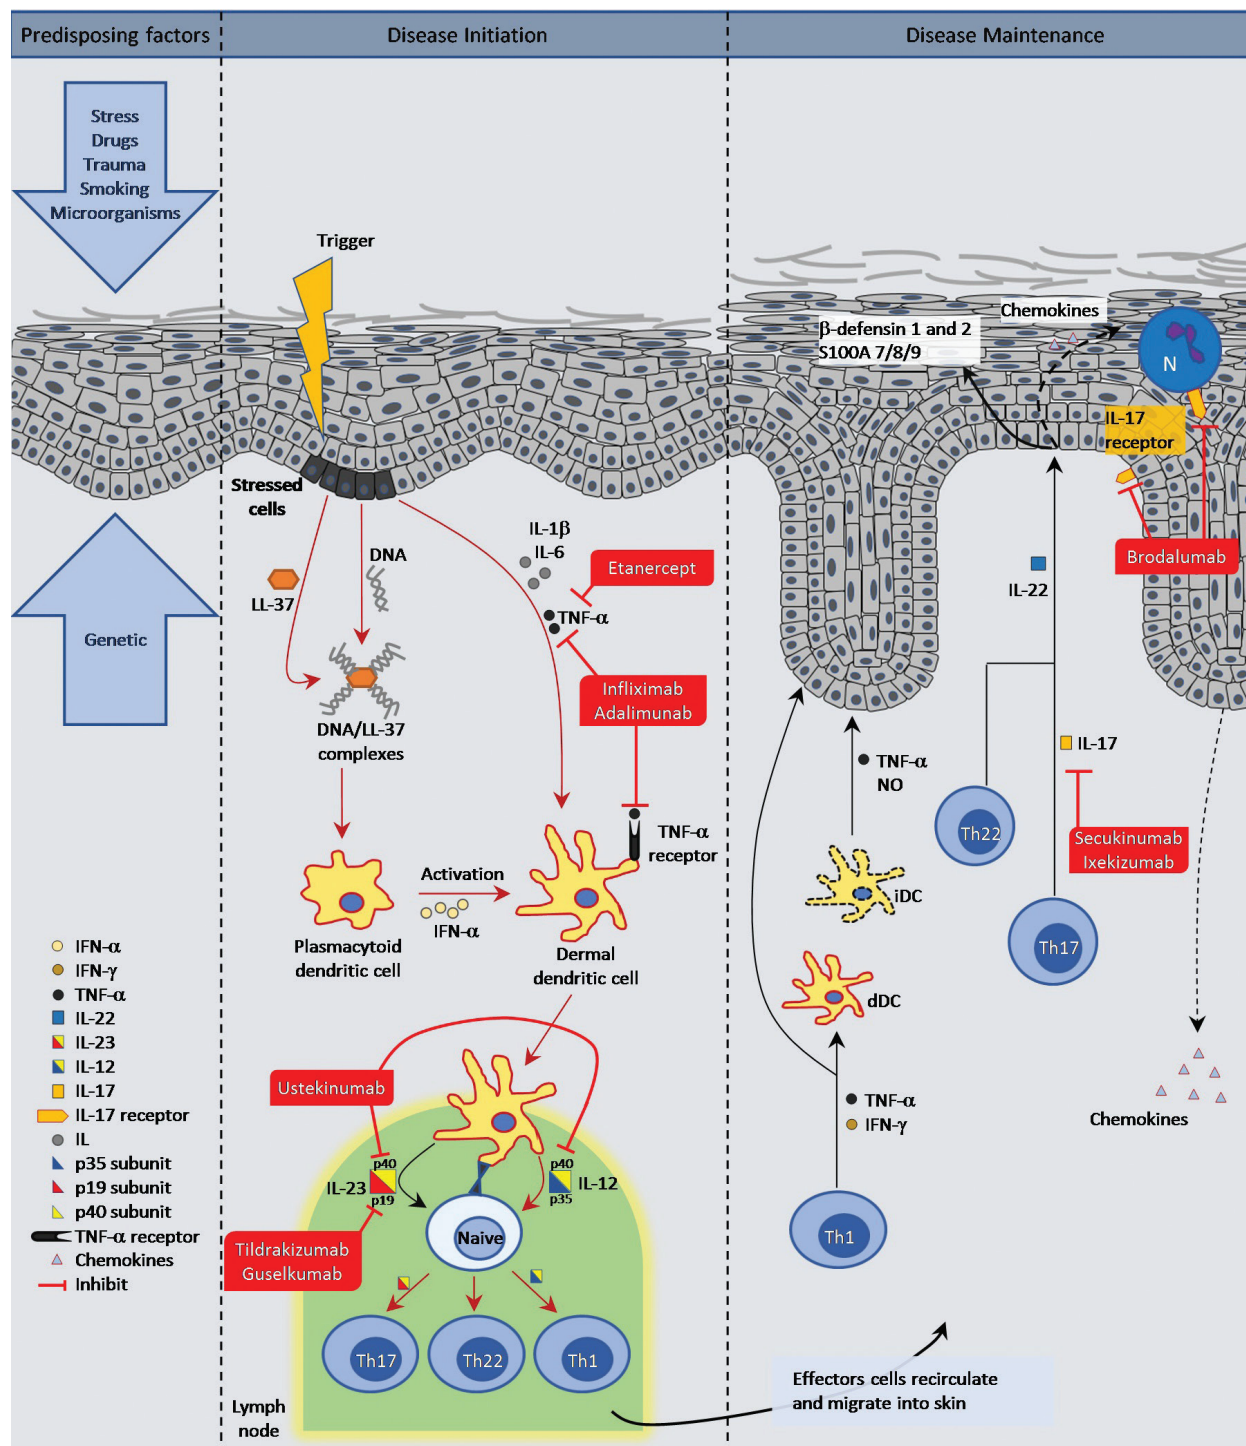 Predisposing factors
Disease Initiation
Disease Maintenance
Stress
Drugs
Trauma
Smoking
Microorganisms
Genetic
IFN-α
IFN-γ
TNF-α
IL-22
IL-23
IL-12
IL-17
IL-17 receptor
IL
p35 subunit
p19 subunit
p40 subunit
TNF-α receptor
Chemokines
Inhibit
Trigger
Stressed
cells
LL-37
DNA
IL-1β
IL-6
Etanercept
TNF-α
Infliximab
Adalimunab
DNA/LL-37
complexes
TNF-α
receptor
Activation
IFN-α
Plasmacytoid
dendritic cell
Dermal
dendritic cell
Ustekinumab
p40
IL-23
p19
p40
IL-12
p35
Tildrakizumab
Guselkumab
Naive
Th17
Th22
Th1
Lymph
node
Chemokines
β-defensin 1 and 2
S100A 7/8/9
N
IL-17
receptor
Brodalumab
IL-22
IL-17
TNF-α
NO
Th22
Secukinumab
Ixekizumab
iDC
Th17
dDC
TNF-α
IFN-γ
Chemokines
Th1
Effectors cells recirculate
and migrate into skin